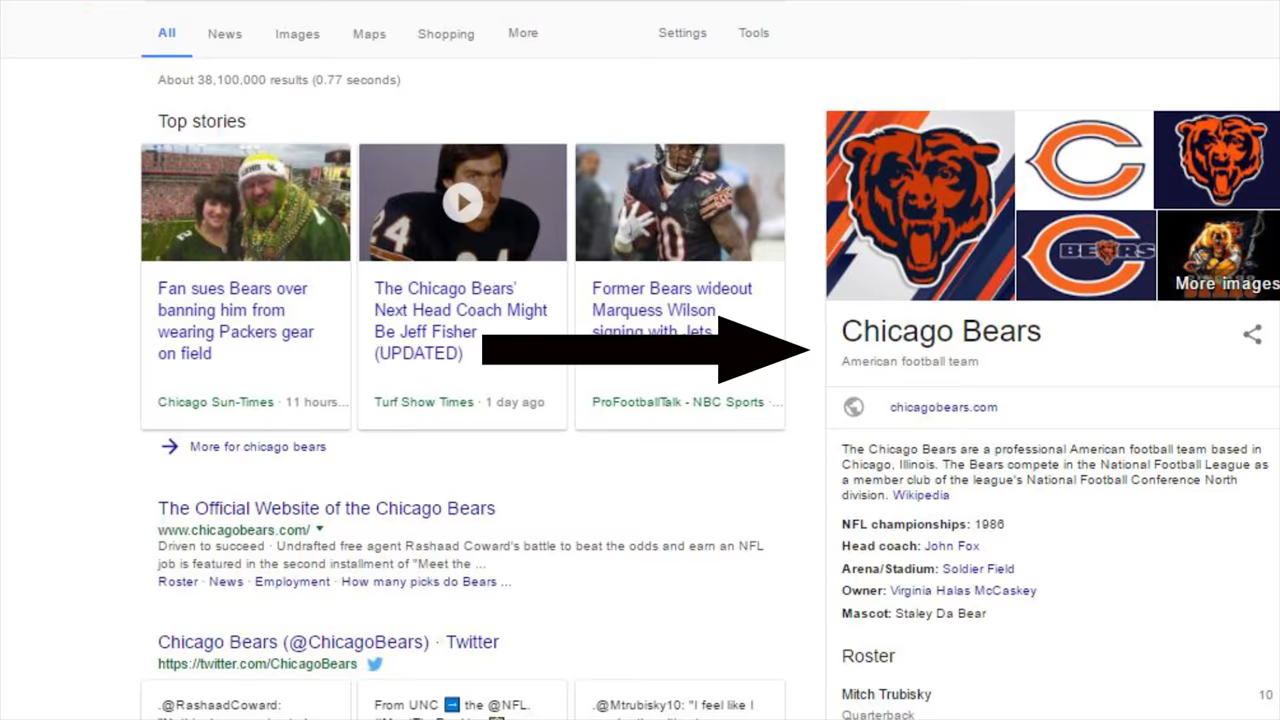 All News Images Maps Shopping More Settings Tools
About 38,100,000 results (0.77 seconds)
Top stories
24
10
Fan sues Bears over
banning him from
wearing Packers gear
on field
Chicago Sun-Times · 11 hours...
The Chicago Bears'
Next Head Coach Might
Be Jeff Fisher
(UPDATED)
Turf Show Times · 1 day ago
Former Bears wideout
Marquess Wilson
signing with Jets
ProFootballTalk - NBC Sports ·...
More for chicago bears
The Official Website of the Chicago Bears
www.chicagobears.com/
Driven to succeed · Undrafted free agent Rashaad Coward's battle to beat the odds and earn an NFL
job is featured in the second installment of "Meet the ...
Roster · News · Employment · How many picks do Bears ...
Chicago Bears (@ChicagoBears) · Twitter
https://twitter.com/ChicagoBears
.@RashaadCoward:
From UNC ➡ the @NFL.
.@Mtrubisky10: "I feel like I
BEARS
More images
Chicago Bears
American football team
chicagobears.com
The Chicago Bears are a professional American football team based in
Chicago, Illinois. The Bears compete in the National Football League as
a member club of the league's National Football Conference North
division. Wikipedia
NFL championships: 1986
Head coach: John Fox
Arena/Stadium: Soldier Field
Owner: Virginia Halas McCaskey
Mascot: Staley Da Bear
Roster
Mitch Trubisky 10
Quarterback